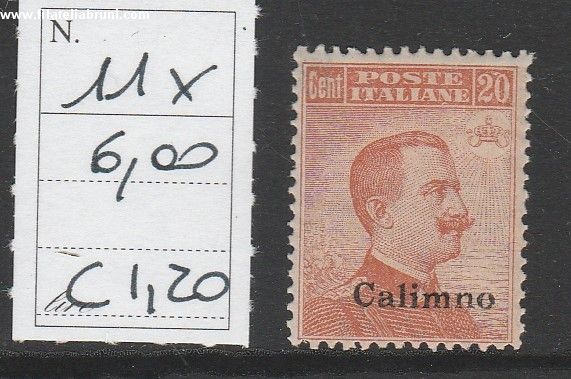 www.filateliabruni.com
N.
11 x
6,00
€ 1,20
Cent POSTE ITALIANE 20
Calimno